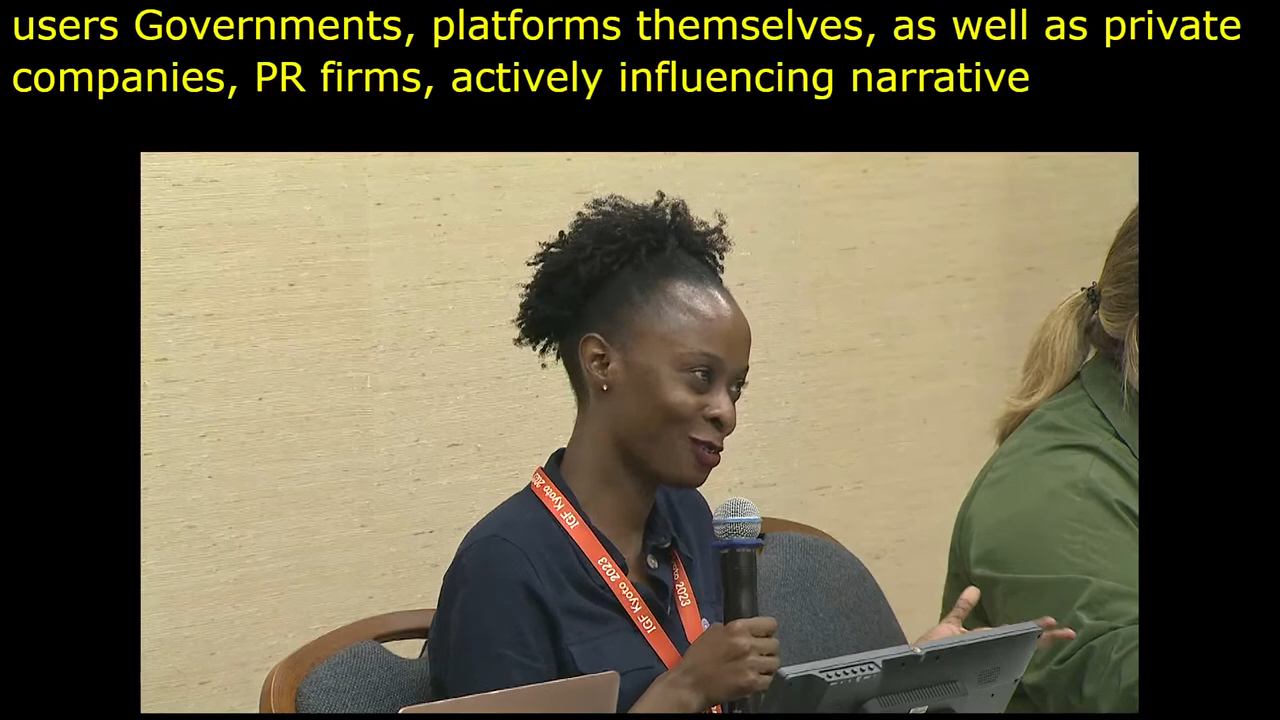 users Governments, platforms themselves, as well as private
companies, PR firms, actively influencing narrative
IGF Kyoto 2023
IGF Kyoto 2023
2023